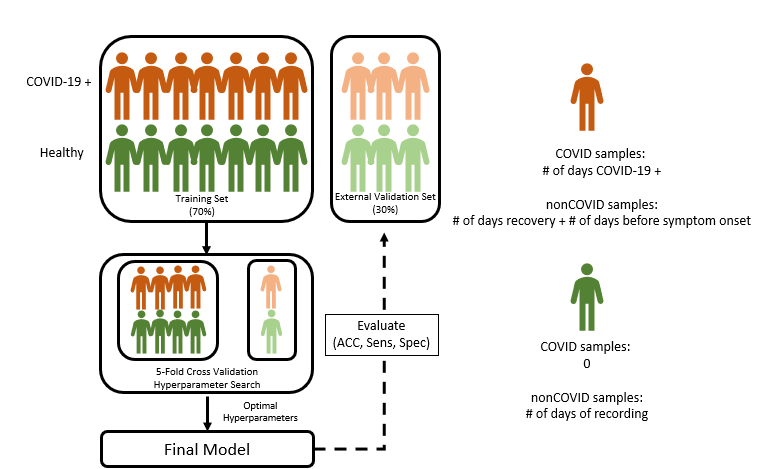 COVID-19 +
Healthy
Training Set
(70%)
External Validation Set
(30%)
5-Fold Cross Validation
Hyperparameter Search
Optimal
Hyperparameters
Final Model
Evaluate
(ACC, Sens, Spec)
COVID samples:
# of days COVID-19 +
nonCOVID samples:
# of days recovery + # of days before symptom onset
COVID samples:
0
nonCOVID samples:
# of days of recording